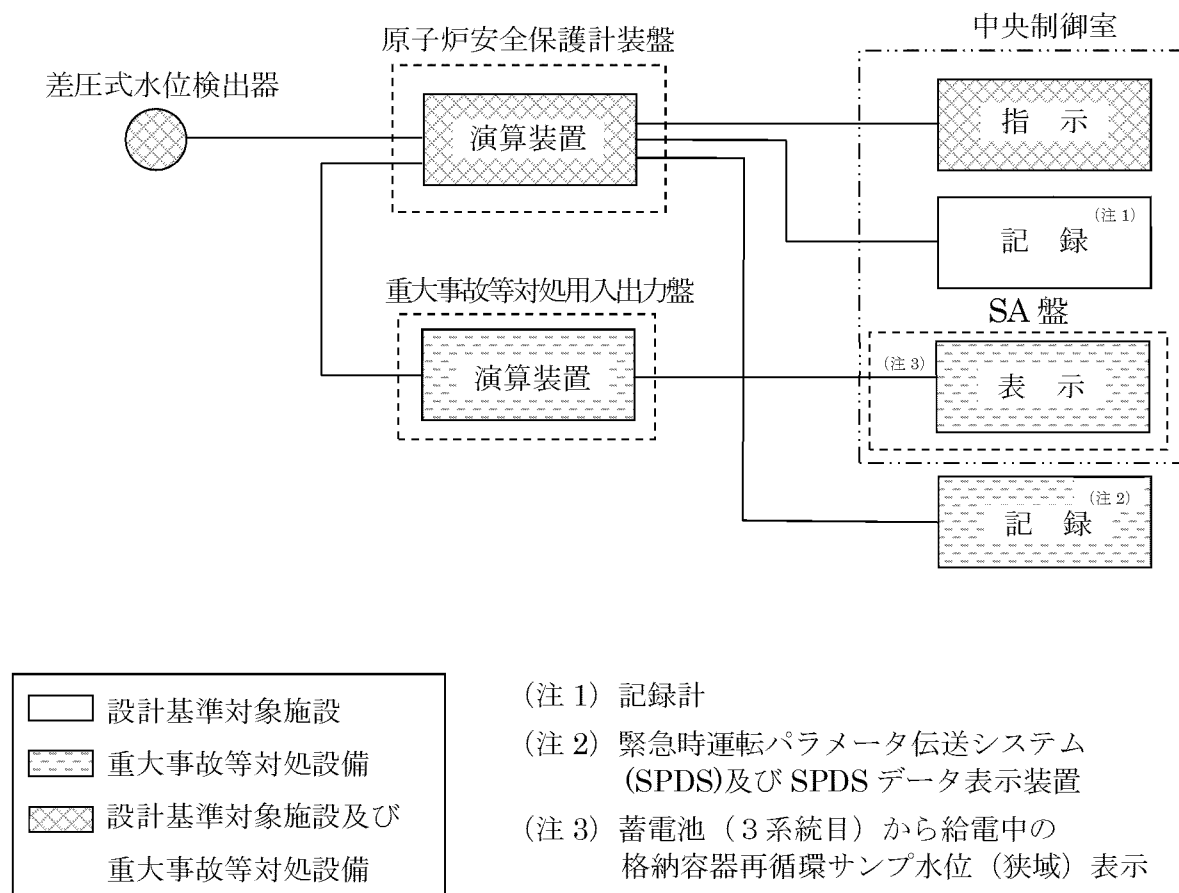 中央制御室
原子炉安全保護計装盤
差圧式水位検出器
演算装置
指 示
記 録 (注 1)
重大事故等対処用入出力盤
SA 盤
演算装置
(注 3)
表 示
記 録 (注 2)
設計基準対象施設
重大事故等対処設備
設計基準対象施設及び
重大事故等対処設備
(注 1) 記録計
(注 2) 緊急時運転パラメータ伝送システム
(SPDS)及び SPDS データ表示装置
(注 3) 蓄電池（３系統目）から給電中の
格納容器再循環サンプ水位（狭域）表示